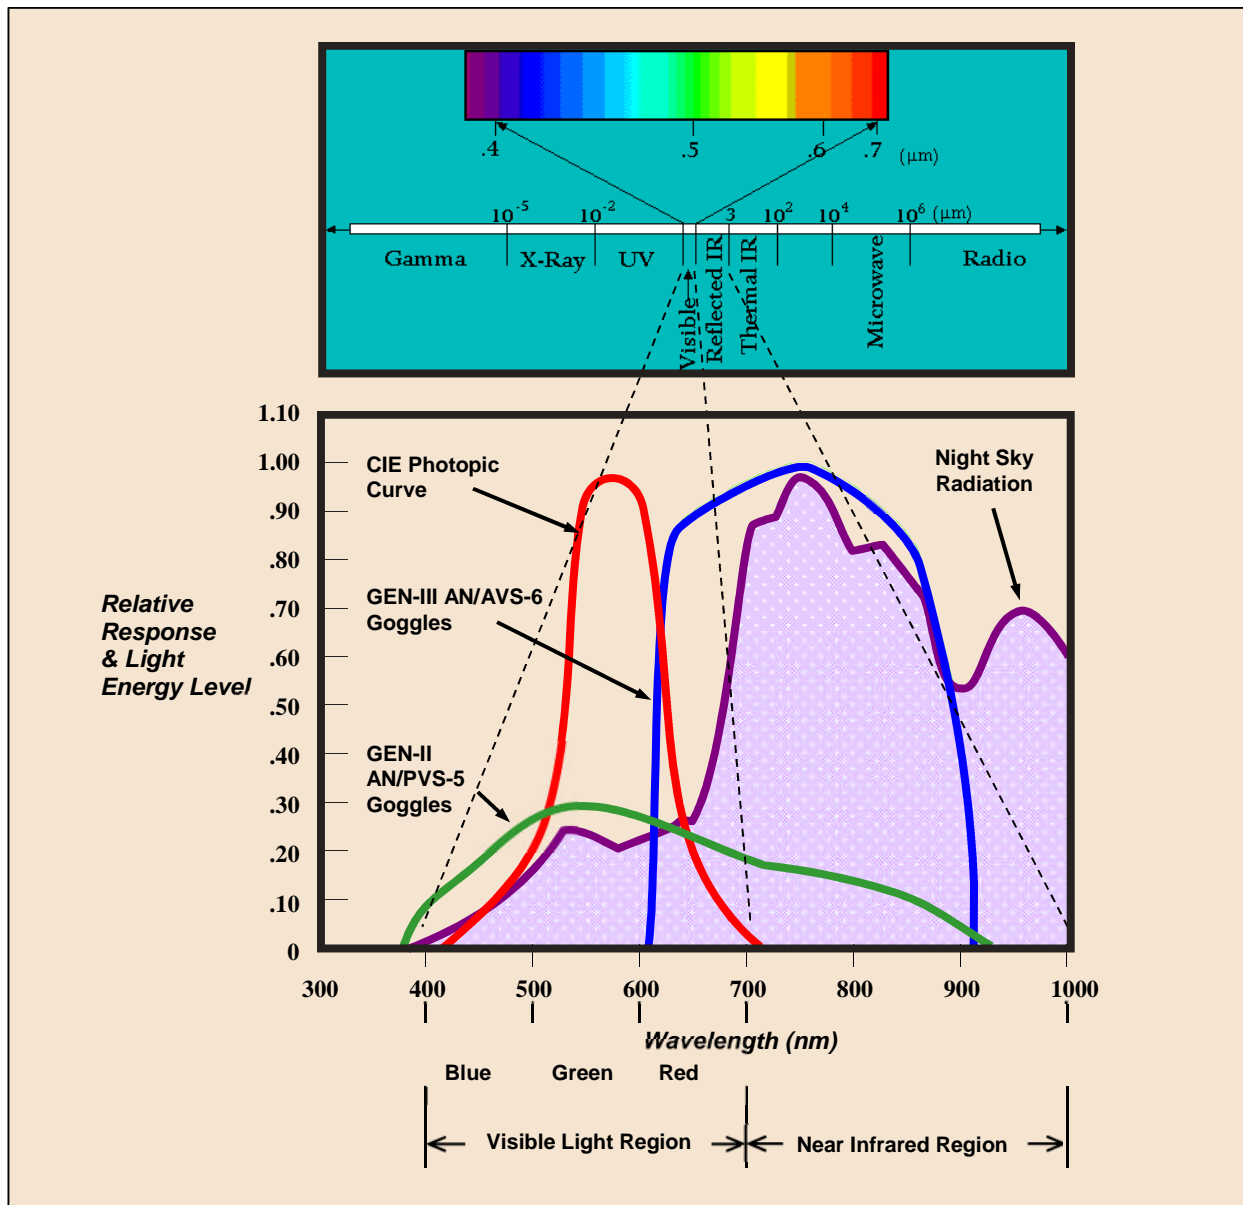 .4 .5 .6 .7 (µm)
10-5 10-2 3 10² 10⁴ 10⁶ (µm)
Gamma X-Ray UV Visible Reflected IR Thermal IR Microwave Radio
1.10
1.00
.90
.80
.70
.60
.50
.40
.30
.20
.10
0
Relative
Response
& Light
Energy Level
CIE Photopic
Curve
Night Sky
Radiation
GEN-III AN/AVS-6
Goggles
GEN-II
AN/PVS-5
Goggles
300 400 500 600 700 800 900 1000
Wavelength (nm)
Blue Green Red
Visible Light Region Near Infrared Region